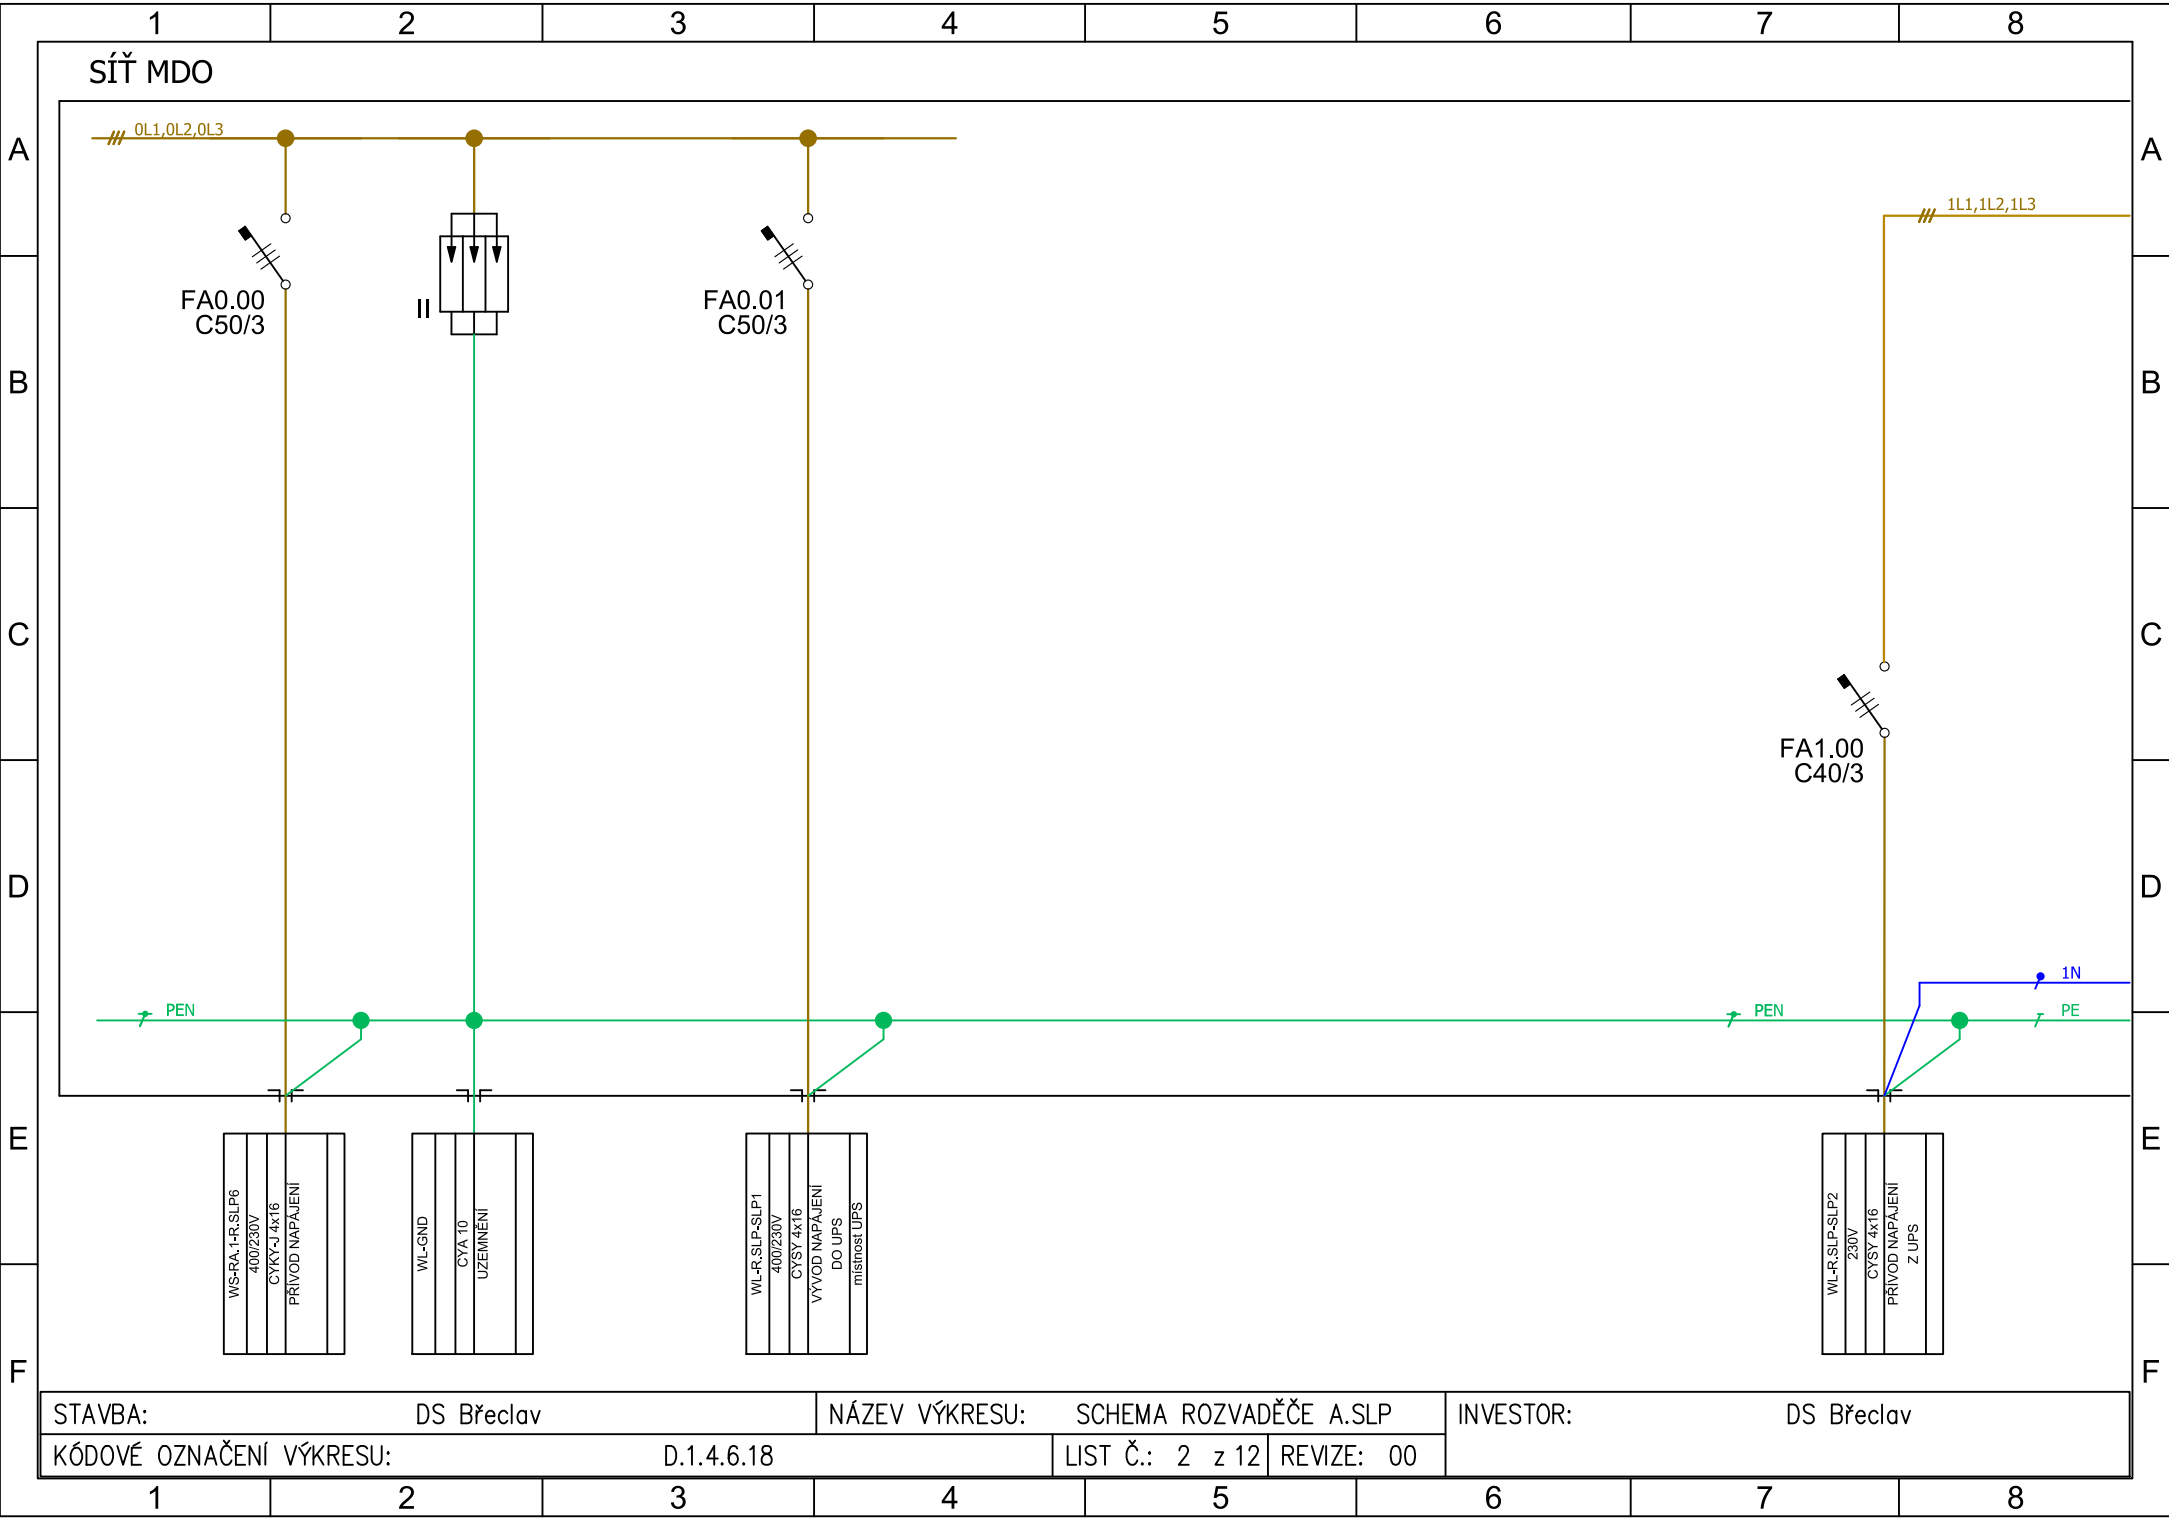 1 2 3 4 5 6 7 8
SÍŤ MDO
A A
0L1,0L2,0L3
1L1,1L2,1L3
FA0.00
C50/3
II
FA0.01
C50/3
B B
C C
FA1.00
C40/3
D D
1N
PEN
PEN
PE
E E
WS-RA.1-R.SLP6
400/230V
CYKY-J 4x16
PŘÍVOD NAPÁJENÍ
WL-GND
CYA 10
UZEMNĚNÍ
WL-R.SLP-SLP1
400/230V
CYSY 4x16
VÝVOD NAPÁJENÍ
DO UPS
místnost UPS
WL-R.SLP-SLP2
230V
CYSY 4x16
PŘÍVOD NAPÁJENÍ
Z UPS
F F
STAVBA: DS Břeclav
NÁZEV VÝKRESU: SCHEMA ROZVADĚČE A.SLP
INVESTOR: DS Břeclav
KÓDOVÉ OZNAČENÍ VÝKRESU: D.1.4.6.18
LIST Č.: 2 z 12
REVIZE: 00
1 2 3 4 5 6 7 8